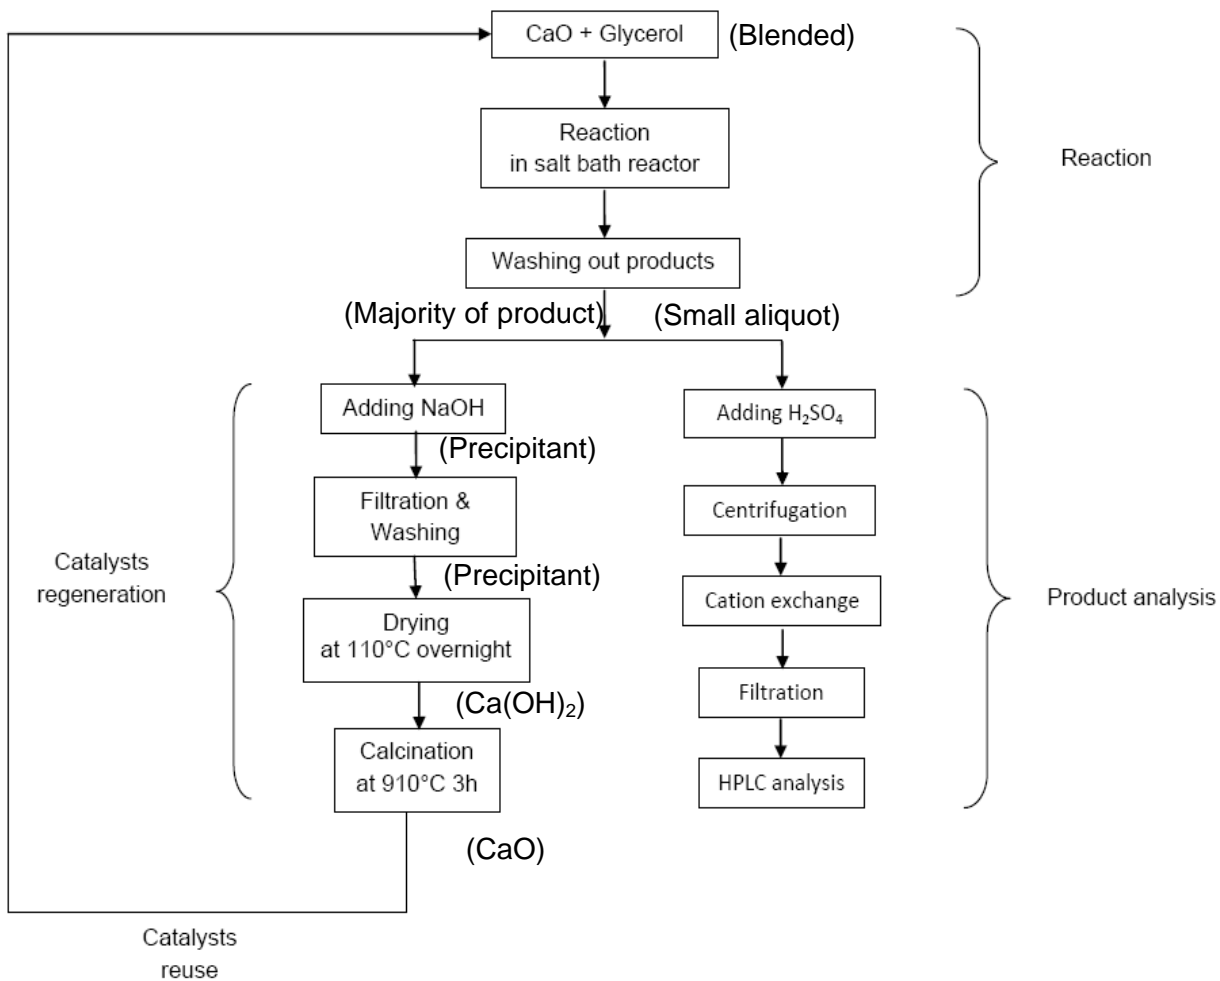 CaO + Glycerol (Blended)
Reaction
in salt bath reactor
Reaction
Washing out products
(Majority of product) (Small aliquot)
Adding NaOH
(Precipitant)
Filtration &
Washing
(Precipitant)
Drying
at 110°C overnight
(Ca(OH)₂)
Calcination
at 910°C 3h
(CaO)
Catalysts
regeneration
Catalysts
reuse
Adding H₂SO₄
Centrifugation
Cation exchange
Filtration
HPLC analysis
Product analysis